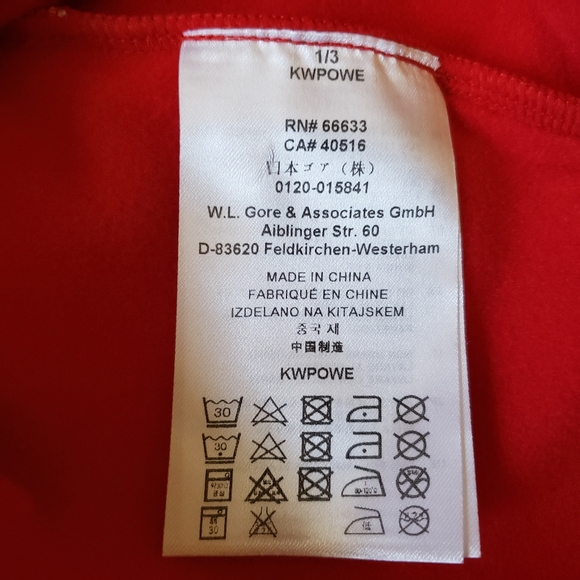 1/3
KWPOWE
RN# 66633
CA# 40516
日本ゴア（株）
0120-015841
W.L. Gore & Associates GmbH
Aiblinger Str. 60
D-83620 Feldkirchen-Westerham
MADE IN CHINA
FABRIQUÉ EN CHINE
IZDELANO NA KITAJSKEM
중국 제
中国制造
KWPOWE
30
30
30